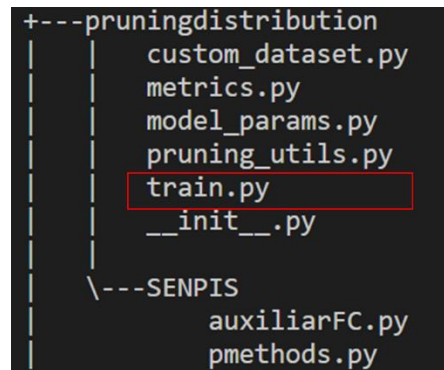 +---pruningdistribution
|   |   custom_dataset.py
|   |   metrics.py
|   |   model_params.py
|   |   pruning_utils.py
|   |   train.py
|   |   __init__.py
|   |
|   \---SENPIS
|           auxiliarFC.py
|           pmethods.py